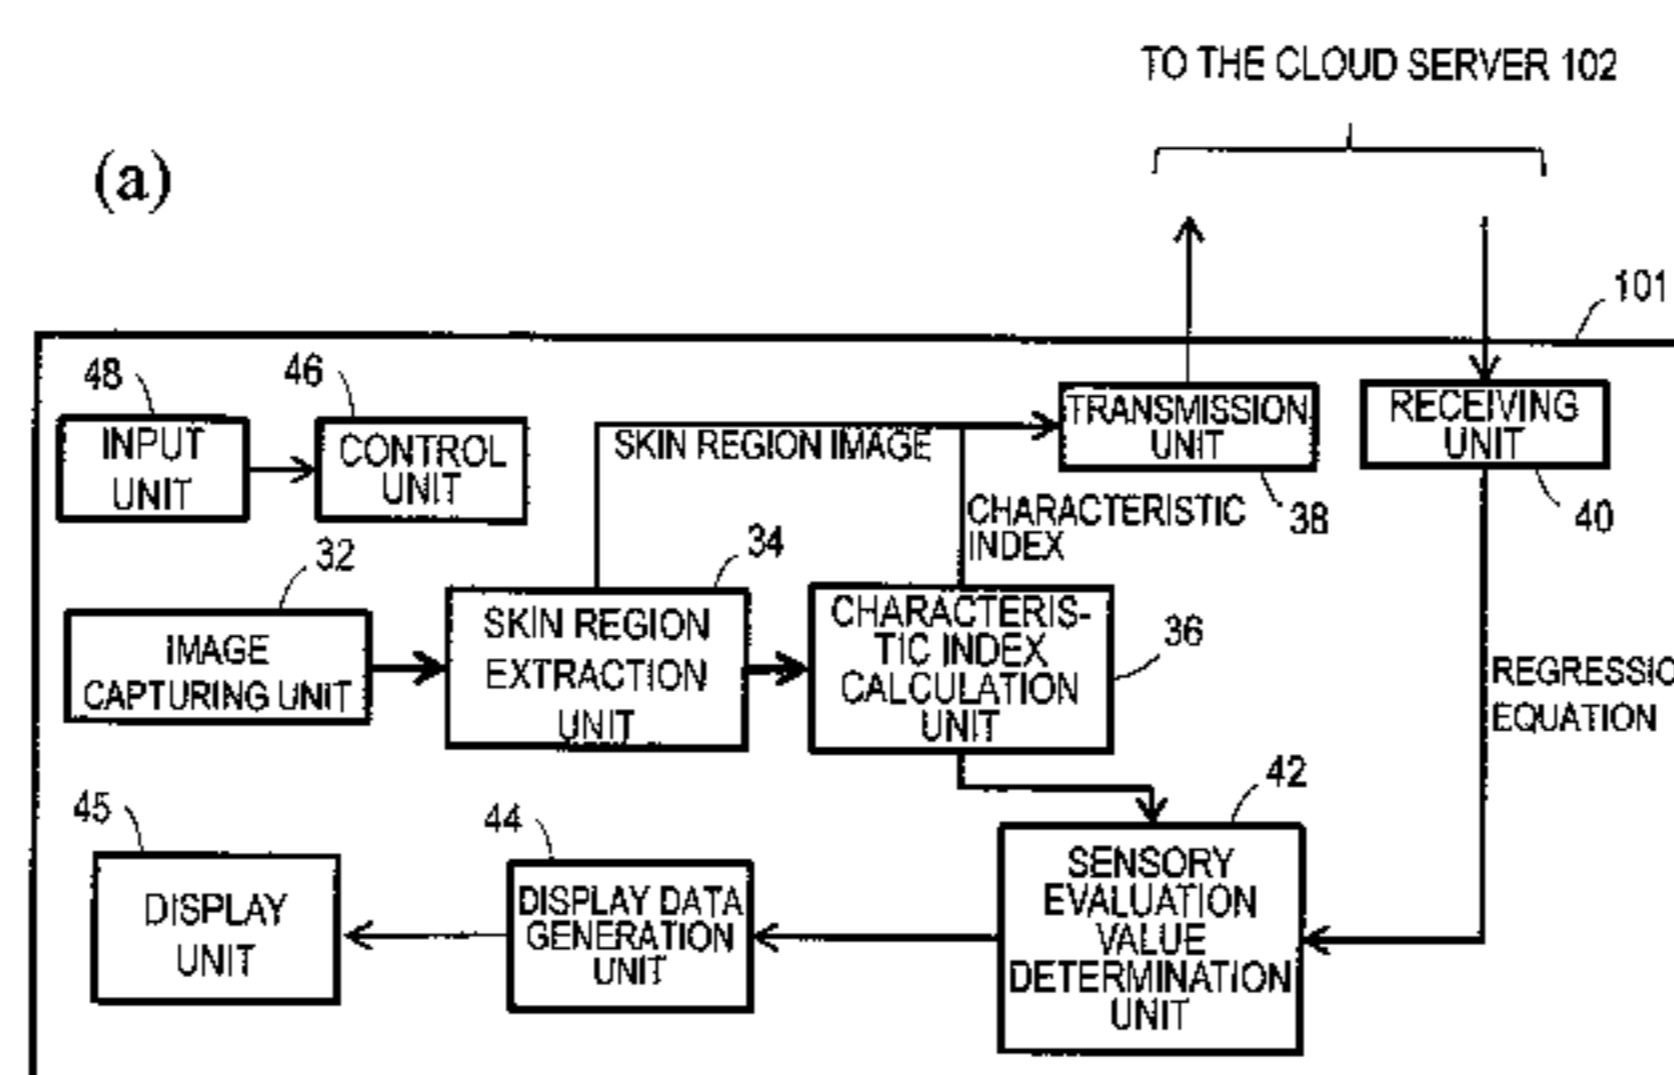 TO THE CLOUD SERVER 102
(a)
101
48
46
INPUT
UNIT
CONTROL
UNIT
SKIN REGION IMAGE
TRANSMISSION
UNIT
38
RECEIVING
UNIT
40
CHARACTERISTIC
INDEX
32
IMAGE
CAPTURING UNIT
34
SKIN REGION
EXTRACTION
UNIT
CHARACTERIS-
TIC INDEX
CALCULATION
UNIT
36
REGRESSIO
EQUATION
45
DISPLAY
UNIT
44
DISPLAY DATA
GENERATION
UNIT
42
SENSORY
EVALUATION
VALUE
DETERMINATION
UNIT